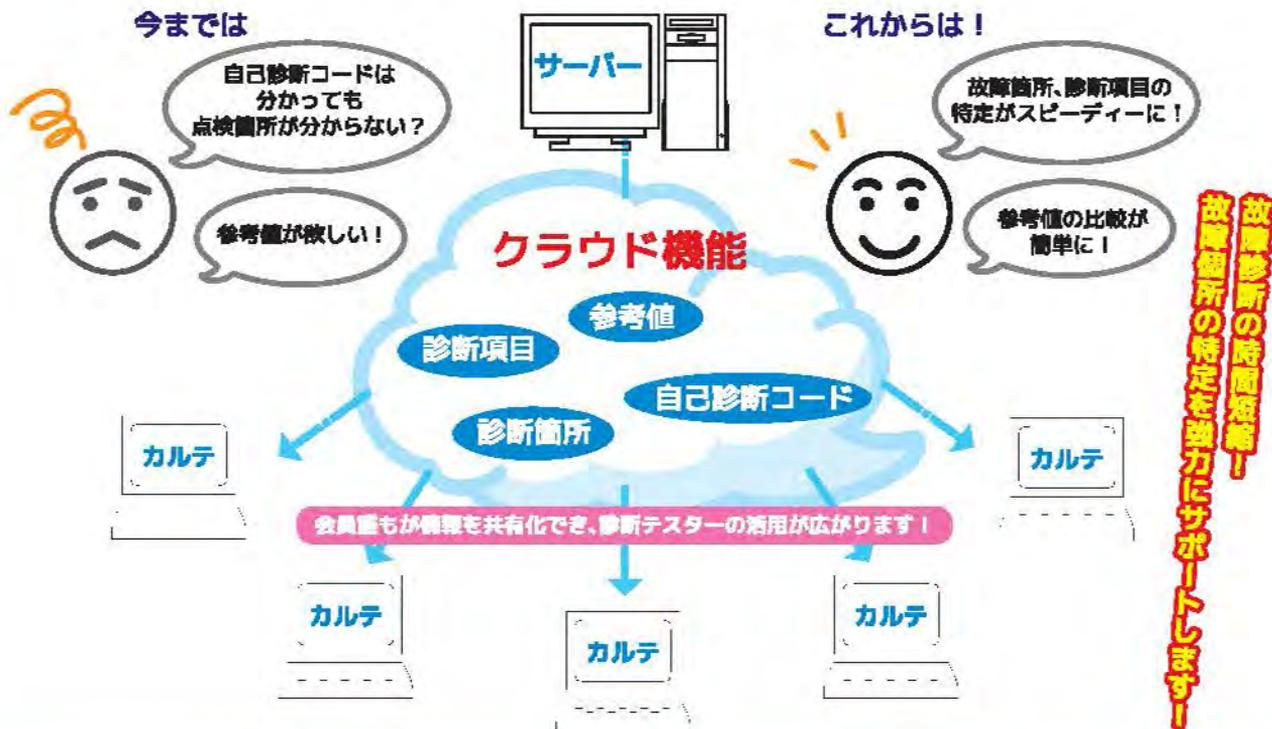 今までは
自己診断コードは
分かっても
点検箇所が分からない？
参考値が欲しい！
サーバー
これからは！
故障箇所、診断項目の
特定がスピーディーに！
参考値の比較が
簡単に！
クラウド機能
参考値
診断項目
自己診断コード
診断箇所
会員誰もが情報を共有化でき、診断テスターの活用が広がります！
カルテ
カルテ
カルテ
カルテ
カルテ
故障診断の時間短縮！
故障個所の特定を強力にサポートします！